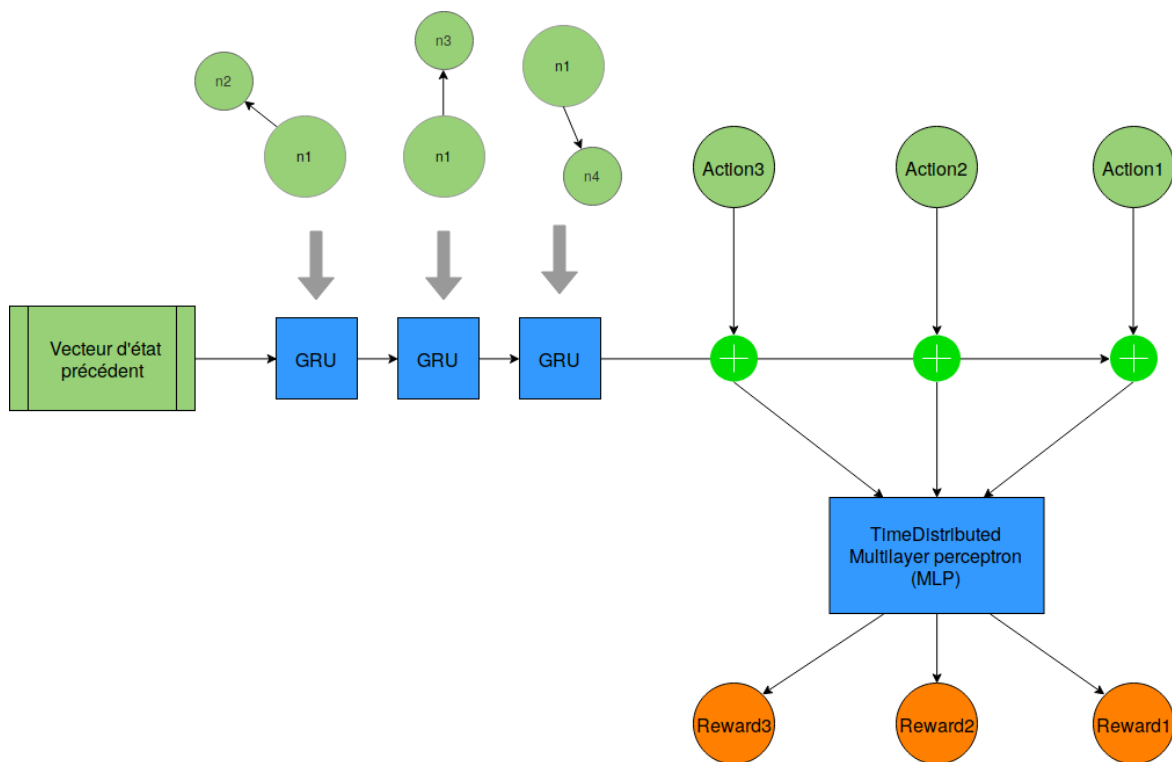 n3
n1
n2
n1
n1
n4
Action3
Action2
Action1
Vecteur d'état
précédent
GRU
GRU
GRU
TimeDistributed
Multilayer perceptron
(MLP)
Reward3
Reward2
Reward1